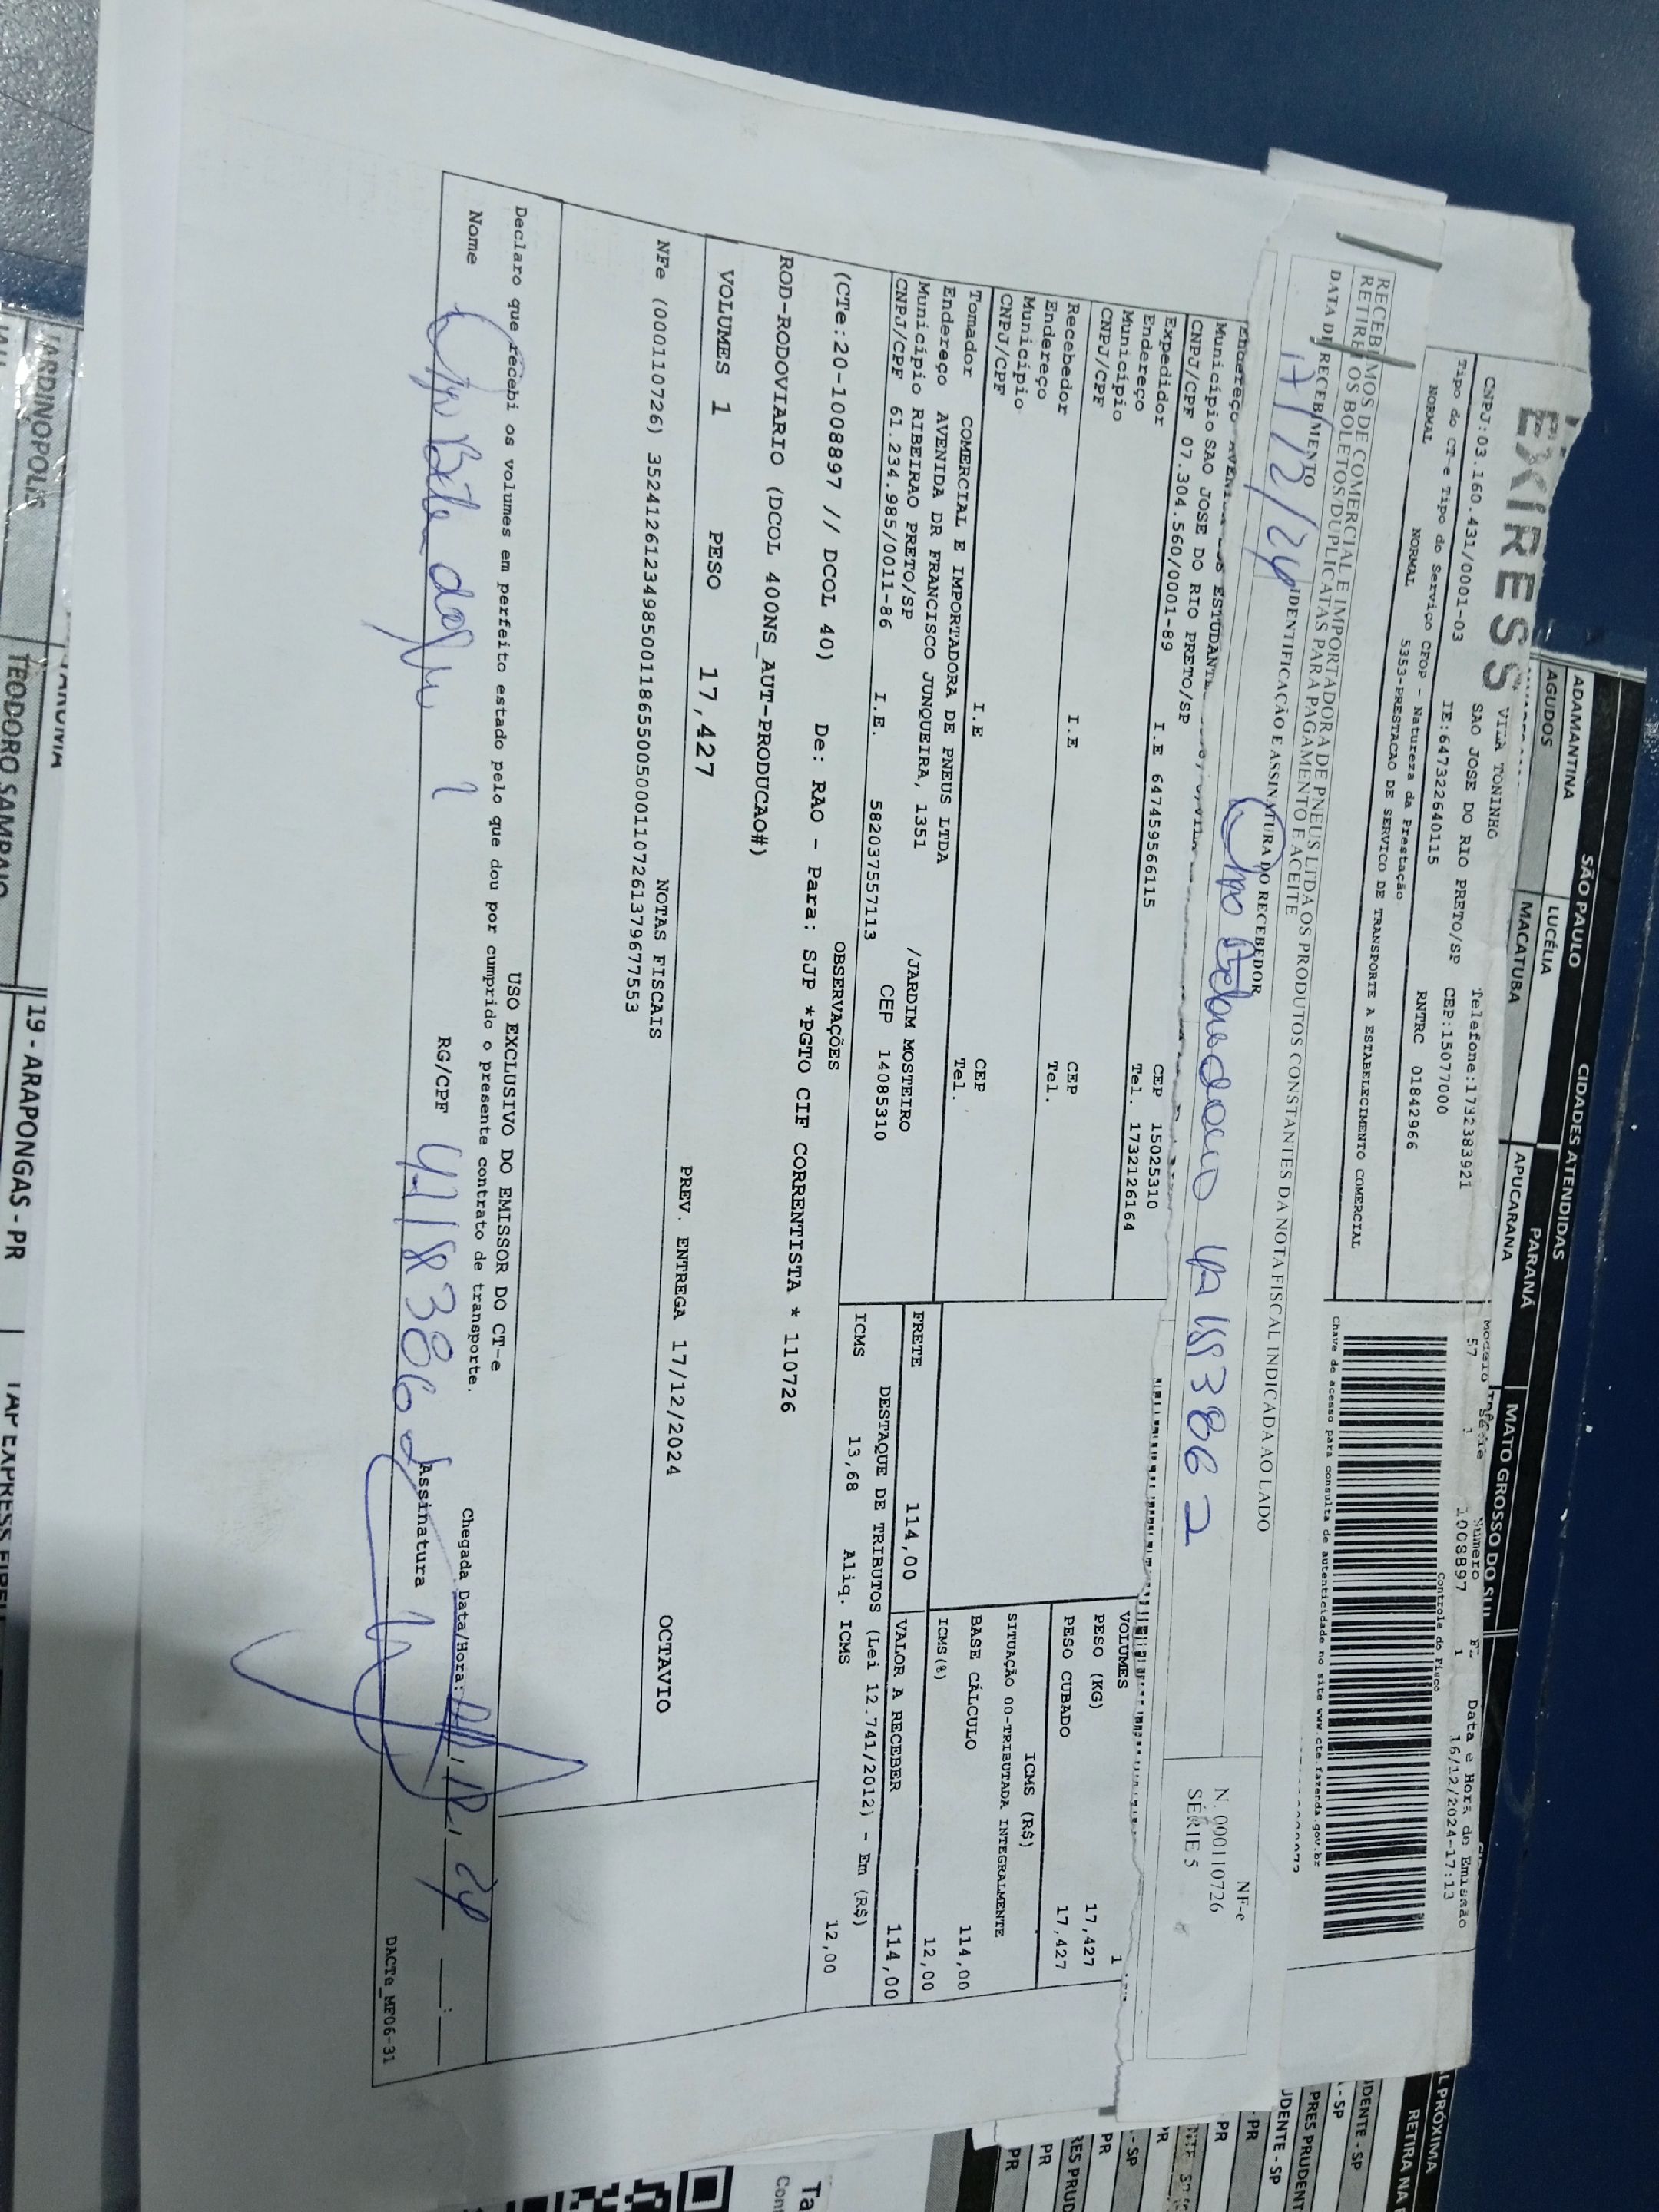 EXPRESS
VILA TONINHO
SAO JOSE DO RIO PRETO/SP
Telefone:1732383921
CNPJ:03.160.431/0001-03
IE:647322640115
CEP:15077000
Tipo do CT-e Tipo do Serviço CFOP - Natureza da Prestação
RNTRC 01842966
NORMAL NORMAL 5353-PRESTACAO DE SERVICO DE TRANSPORTE A ESTABELECIMENTO COMERCIAL
Modelo Série Número FL Data e Hora de Emissão
57 1008897 1 16/12/2024-17:13
Controle do Fisco
Chave de acesso para consulta de autenticidade no site www.cte.fazenda.gov.br
RECEBEMOS DE COMERCIAL E IMPORTADORA DE PNEUS LTDA OS PRODUTOS CONSTANTES DA NOTA FISCAL INDICADA AO LADO
RETIREI OS BOLETOS/DUPLICATAS PARA PAGAMENTO E ACEITE
DATA DE RECEBIMENTO
IDENTIFICAÇÃO E ASSINATURA DO RECEBEDOR
17/12/24
NF-e
N. 000110726
SÉRIE 5
Endereço
Município SAO JOSE DO RIO PRETO/SP
CEP 15025310
CNPJ/CPF 07.304.560/0001-89 I.E 647459566115
Tel. 1732126164
Expedidor
Endereço
Município
CNPJ/CPF I.E
CEP
Tel.
Recebedor
Endereço
Município
CNPJ/CPF I.E
CEP
Tel.
Tomador COMERCIAL E IMPORTADORA DE PNEUS LTDA
Endereço AVENIDA DR FRANCISCO JUNQUEIRA, 1351 /JARDIM MOSTEIRO
Município RIBEIRAO PRETO/SP CEP 14085310
CNPJ/CPF 61.234.985/0011-86 I.E. 582037557113
VOLUMES 1
PESO (KG) 17,427
PESO CUBADO 17,427
ICMS (R$)
SITUAÇÃO 00-TRIBUTADA INTEGRALMENTE
BASE CÁLCULO 114,00
ICMS(%) 12,00
FRETE 114,00
VALOR A RECEBER 114,00
DESTAQUE DE TRIBUTOS (Lei 12.741/2012) - Em (R$)
ICMS 13,68 Aliq. ICMS 12,00
OBSERVAÇÕES
(CTe:20-1008897 // DCOL 40) De: RAO - Para: SJP *PGTO CIF CORRENTISTA * 110726
ROD-RODOVIARIO (DCOL 400NS_AUT-PRODUCAO#)
VOLUMES 1 PESO 17,427 PREV. ENTREGA 17/12/2024 OCTAVIO
NOTAS FISCAIS
NFe (000110726) 35241261234985001186550050001107261379677553
USO EXCLUSIVO DO EMISSOR DO CT-e
Declaro que recebi os volumes em perfeito estado pelo que dou por cumprido o presente contrato de transporte.
Chegada Data/Hora:
Nome RG/CPF Assinatura
DACTe_MF06-31
SÃO PAULO
CIDADES ATENDIDAS
PARANÁ
MATO GROSSO DO SUL
ADAMANTINA
LUCÉLIA
APUCARANA
AGUDOS
MACATUBA
JARDINOPOLIS
TEODORO SAMPAIO
19 - ARAPONGAS - PR